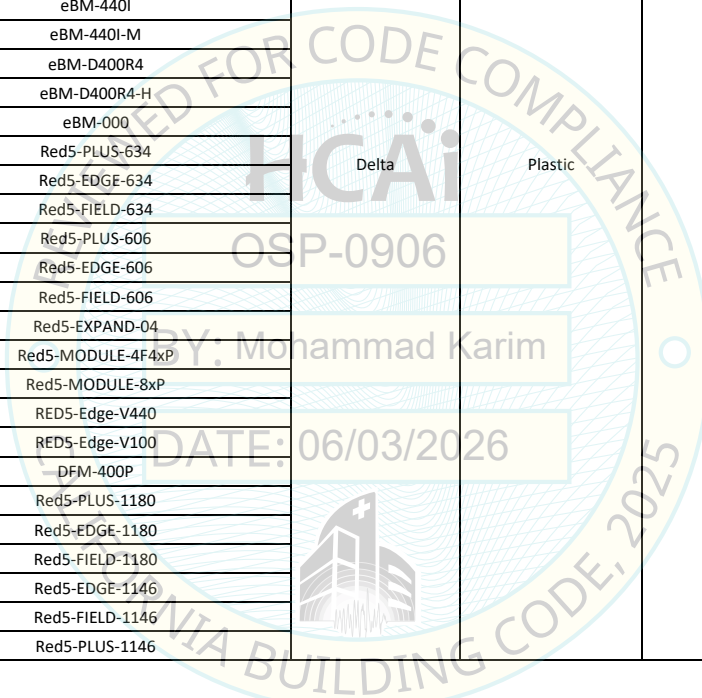 eBM-440I
eBM-440I-M
eBM-D400R4
eBM-D400R4-H
eBM-000
Red5-PLUS-634
Red5-EDGE-634
Red5-FIELD-634
Red5-PLUS-606
Red5-EDGE-606
Red5-FIELD-606
Red5-EXPAND-04
Red5-MODULE-4F4xP
Red5-MODULE-8xP
RED5-Edge-V440
RED5-Edge-V100
DFM-400P
Red5-PLUS-1180
Red5-EDGE-1180
Red5-FIELD-1180
Red5-EDGE-1146
Red5-FIELD-1146
Red5-PLUS-1146
Delta
Plastic
REVIEWED FOR CODE COMPLIANCE
HCAi
OSP-0906
BY: Mohammad Karim
DATE: 06/03/2026
CALIFORNIA BUILDING CODE, 2025